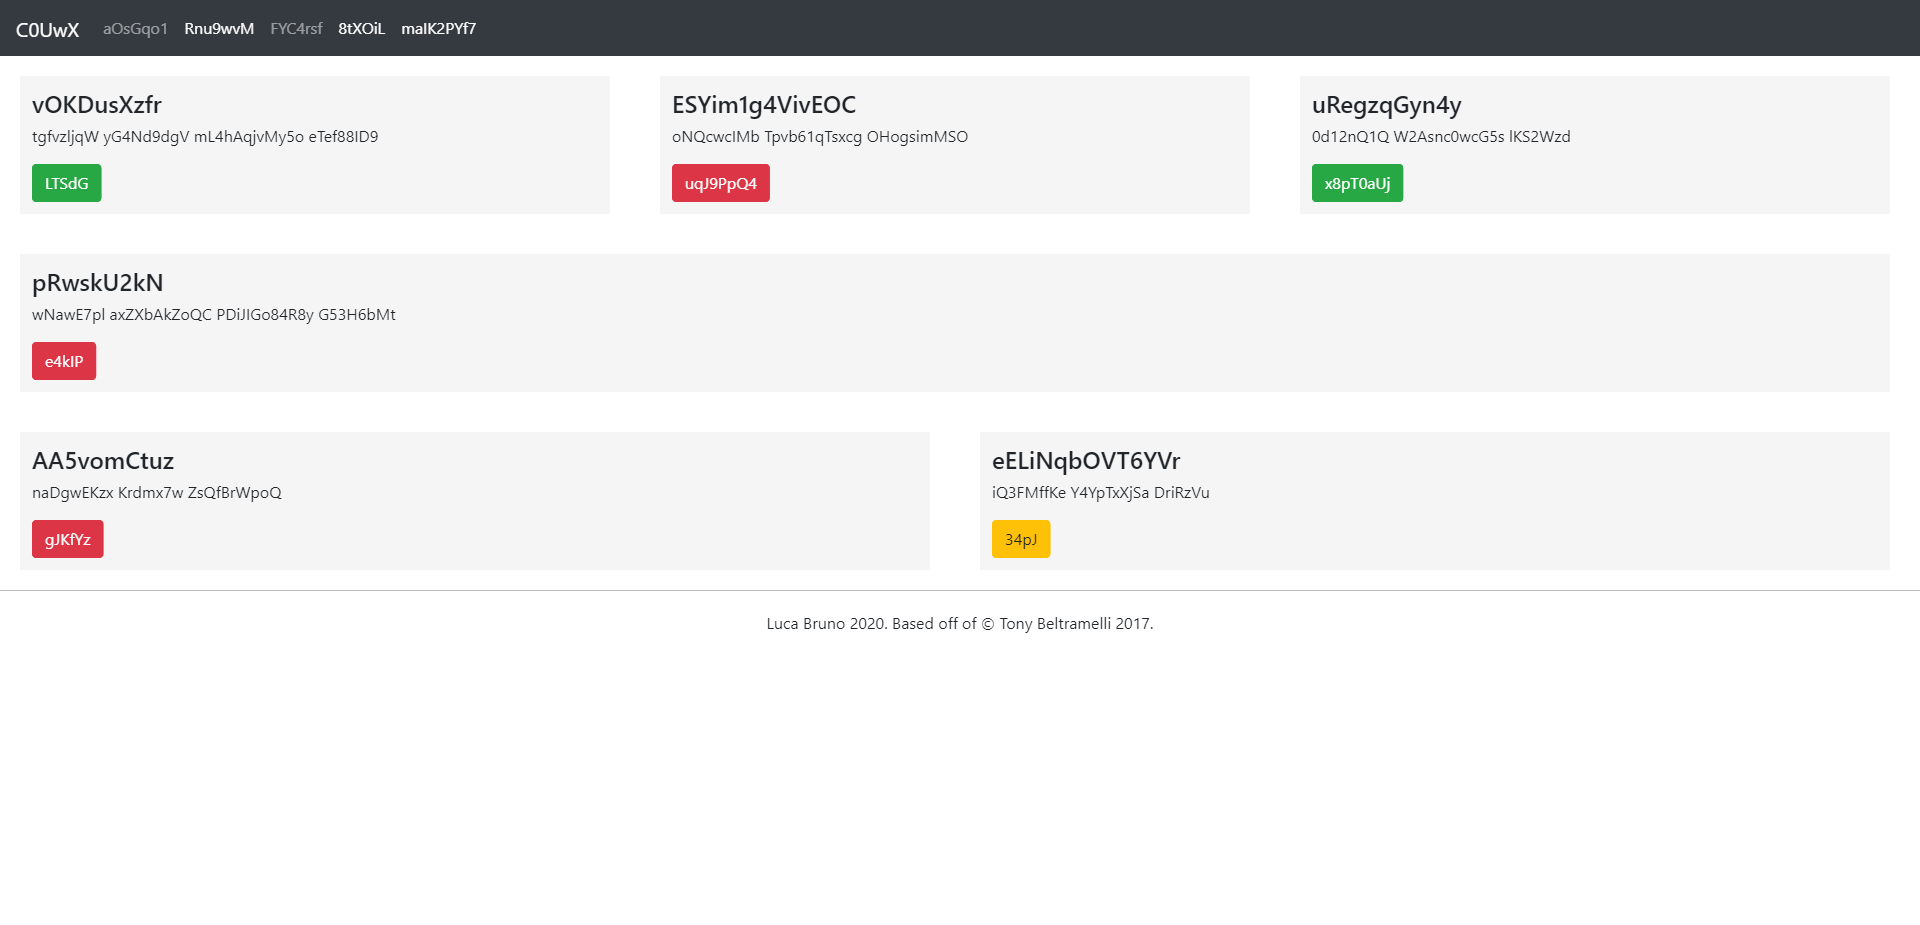 C0UwX aOsGqo1 Rnu9wvM FYC4rsf 8tXOiL malK2PYf7
vOKDusXzfr
tgfvzljqW yG4Nd9dgV mL4hAqjvMy5o eTef88ID9
LTSdG
ESYim1g4VivEOC
oNQcwcIMb Tpvb61qTsxcg OHogsimMSO
uqJ9PpQ4
uRegzqGyn4y
0d12nQ1Q W2Asnc0wcG5s lKS2Wzd
x8pT0aUj
pRwskU2kN
wNawE7pl axZXbAkZoQC PDiJIGo84R8y G53H6bMt
e4kIP
AA5vomCtuz
naDgwEKzx Krdmx7w ZsQfBrWpoQ
gJKfYz
eELiNqbOVT6YVr
iQ3FMffKe Y4YpTxXjSa DriRzVu
34pJ
Luca Bruno 2020. Based off of © Tony Beltramelli 2017.